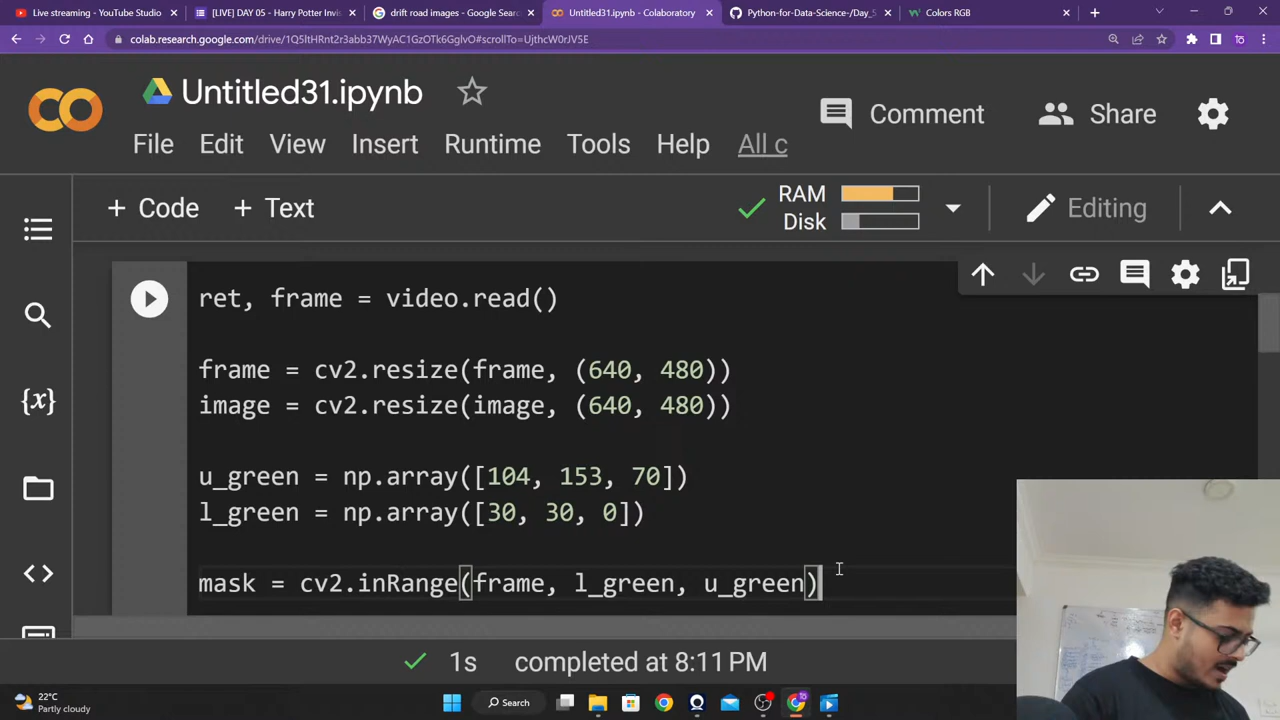 Live streaming - YouTube Studio
[LIVE] DAY 05 - Harry Potter Invi
drift road images - Google Search
Untitled31.ipynb - Colaboratory
Python-for-Data-Science-/Day_5
Colors RGB
colab.research.google.com/drive/1Q5ltHRnt2r3abb37WyAC1GzOTk6GglvO#scrollTo=UjthcW0rJV5E
Untitled31.ipynb
Comment
Share
File Edit View Insert Runtime Tools Help All c
+ Code + Text
RAM
Disk
Editing
ret, frame = video.read()
frame = cv2.resize(frame, (640, 480))
image = cv2.resize(image, (640, 480))
u_green = np.array([104, 153, 70])
l_green = np.array([30, 30, 0])
mask = cv2.inRange(frame, l_green, u_green)
{x}
1s completed at 8:11 PM
22°C
Partly cloudy
Search